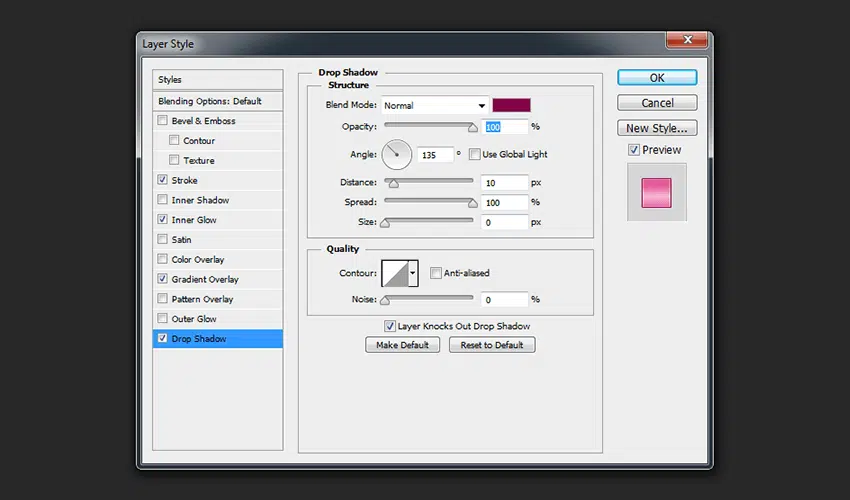 Layer Style
Styles
Blending Options: Default
Bevel & Emboss
Contour
Texture
Stroke
Inner Shadow
Inner Glow
Satin
Color Overlay
Gradient Overlay
Pattern Overlay
Outer Glow
Drop Shadow
Drop Shadow
Structure
Blend Mode: Normal
Opacity: 100 %
Angle: 135 ° Use Global Light
Distance: 10 px
Spread: 100 %
Size: 0 px
Quality
Contour: Anti-aliased
Noise: 0 %
Layer Knocks Out Drop Shadow
Make Default Reset to Default
OK
Cancel
New Style...
Preview